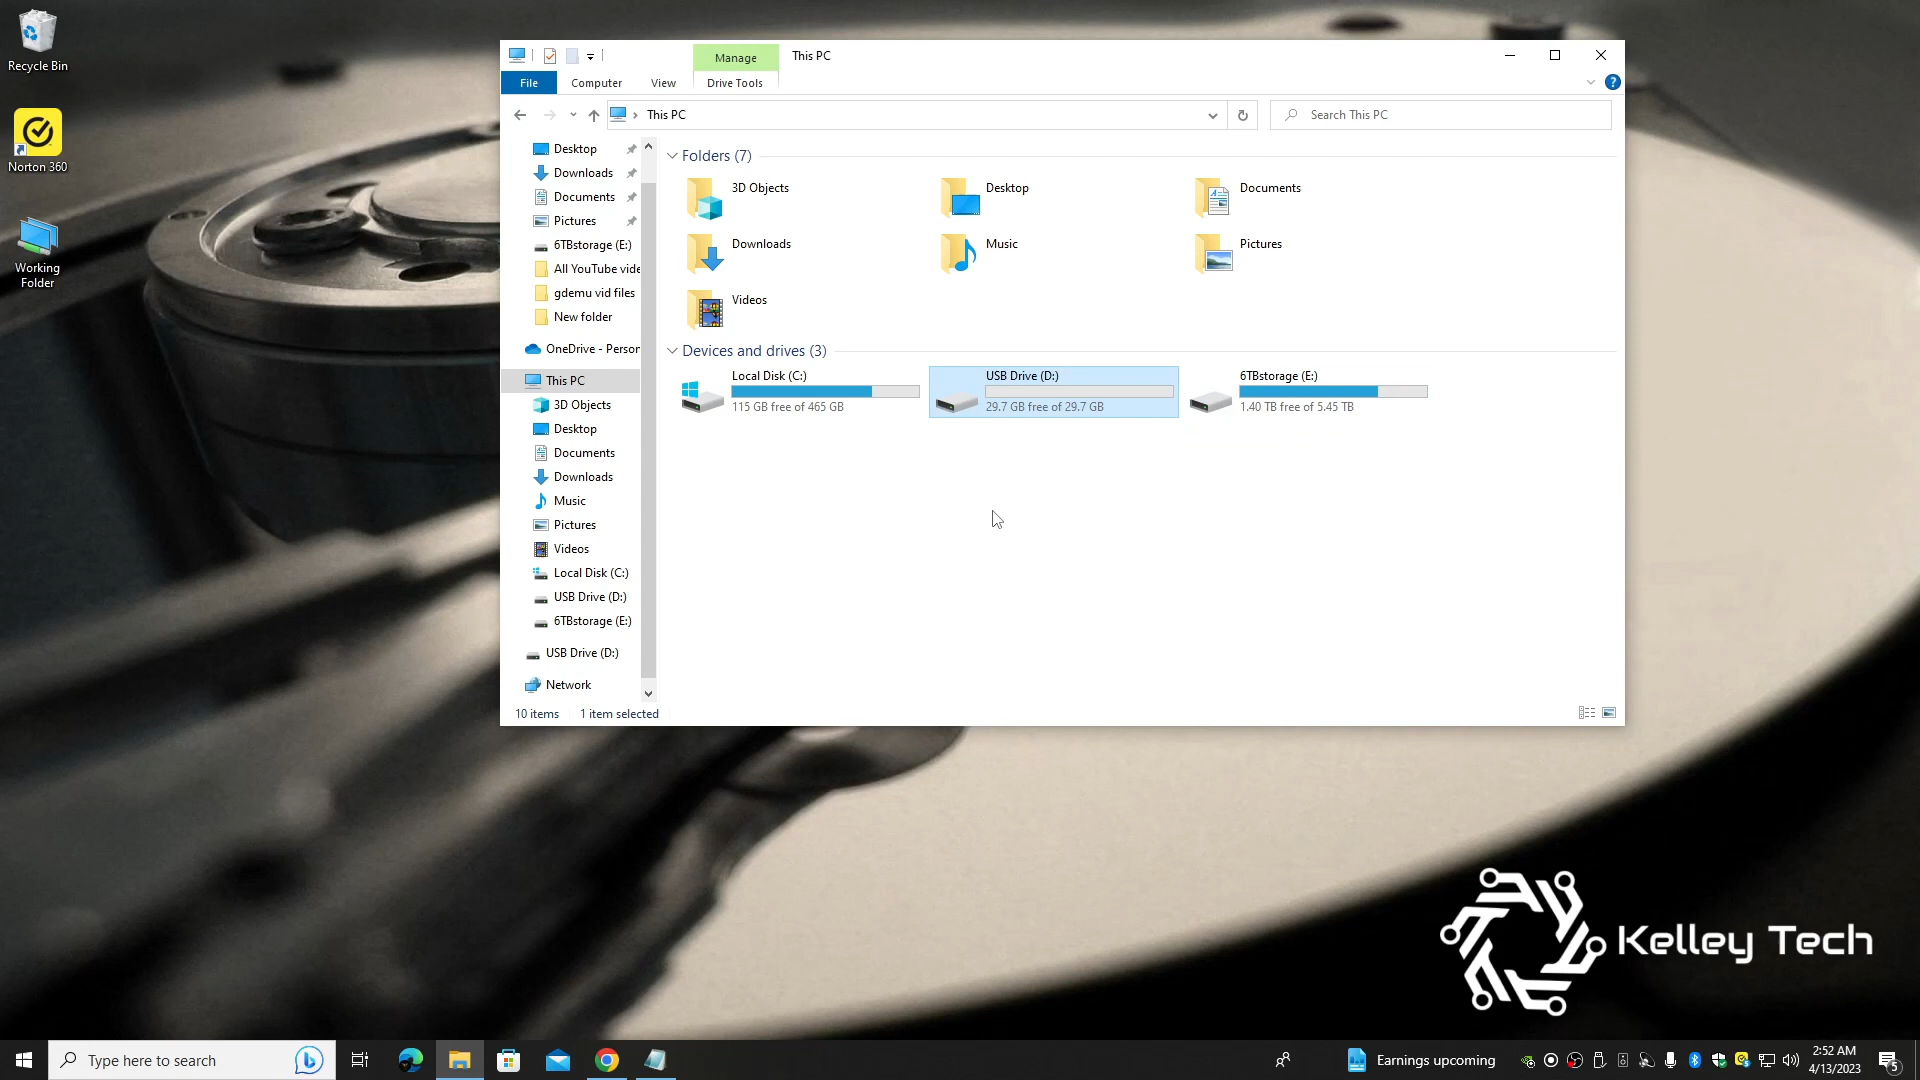 Recycle Bin
Norton 360
Working
Folder
Manage
This PC
File
Computer
View
Drive Tools
This PC
Search This PC
Desktop
Downloads
Documents
Pictures
6TBstorage (E:)
All YouTube vide
gdemu vid files
New folder
OneDrive - Person
This PC
3D Objects
Desktop
Documents
Downloads
Music
Pictures
Videos
Local Disk (C:)
USB Drive (D:)
6TBstorage (E:)
USB Drive (D:)
Network
Folders (7)
3D Objects
Desktop
Documents
Downloads
Music
Pictures
Videos
Devices and drives (3)
Local Disk (C:)
115 GB free of 465 GB
USB Drive (D:)
29.7 GB free of 29.7 GB
6TBstorage (E:)
1.40 TB free of 5.45 TB
10 items
1 item selected
Kelley Tech
Type here to search
Earnings upcoming
2:52 AM
4/13/2023
5